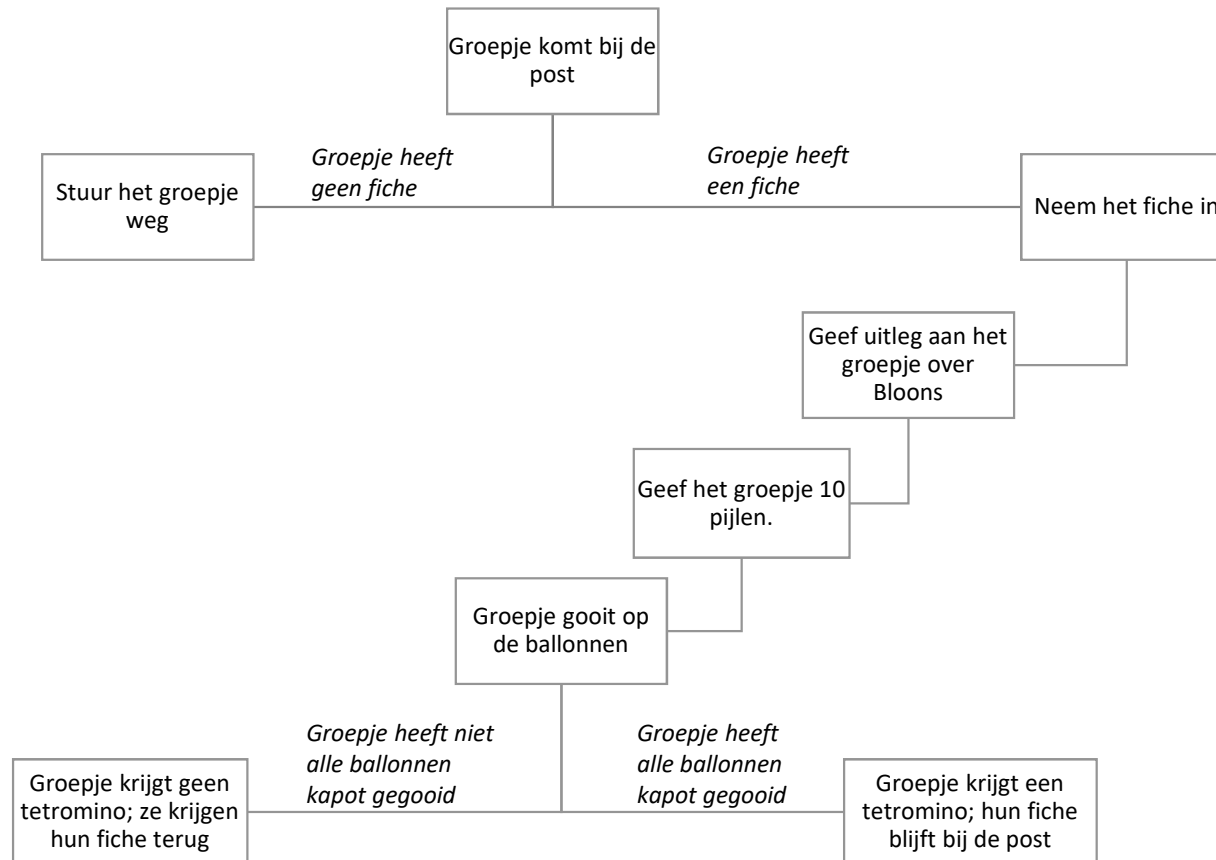 Groepje komt bij de
post
Groepje heeft
geen fiche
Groepje heeft
een fiche
Stuur het groepje
weg
Neem het fiche in
Geef uitleg aan het
groepje over
Bloons
Geef het groepje 10
pijlen.
Groepje gooit op
de ballonnen
Groepje heeft niet
alle ballonnen
kapot gegooid
Groepje heeft
alle ballonnen
kapot gegooid
Groepje krijgt geen
tetromino; ze krijgen
hun fiche terug
Groepje krijgt een
tetromino; hun fiche
blijft bij de post